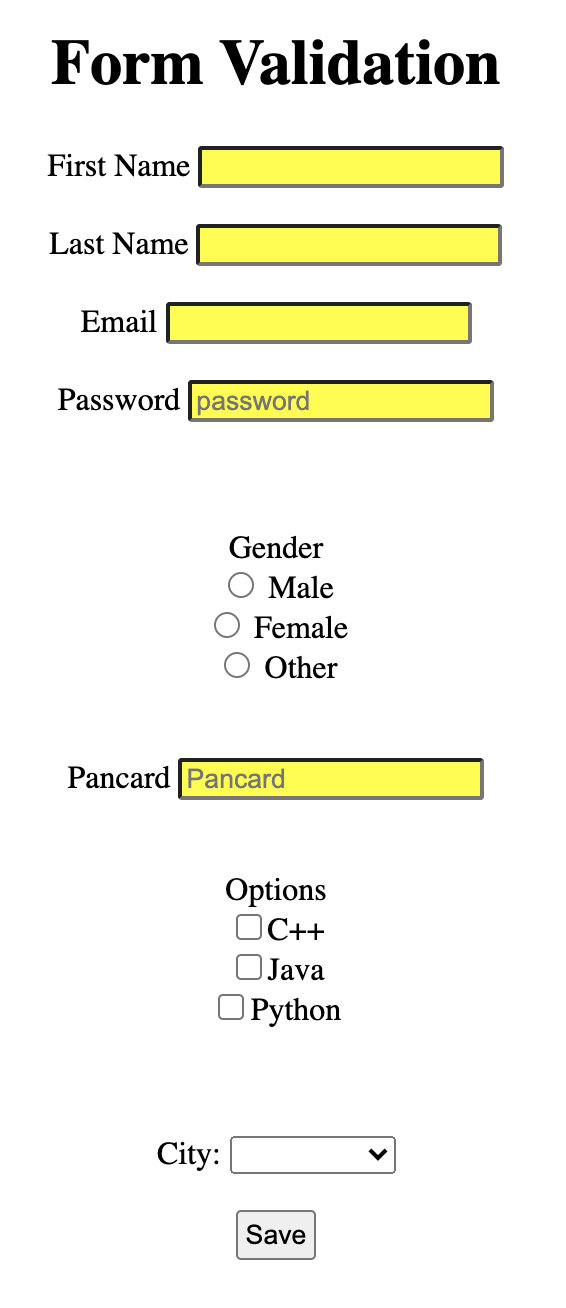 Form Validation
First Name
Last Name
Email
Password password
Gender
Male
Female
Other
Pancard Pancard
Options
C++
Java
Python
City:
Save